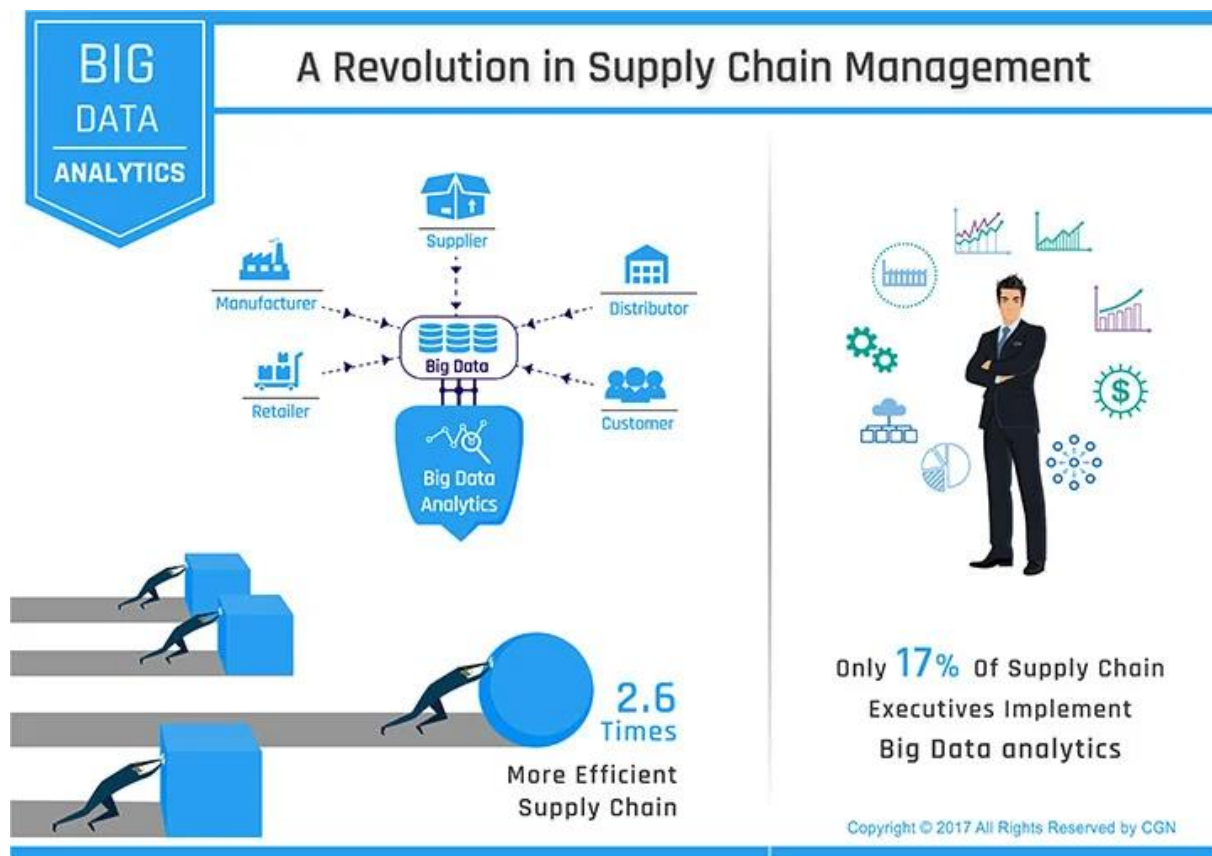 BIG
DATA
ANALYTICS
A Revolution in Supply Chain Management
Supplier
Manufacturer
Distributor
Big Data
Retailer
Customer
Big Data
Analytics
2.6
Times
More Efficient
Supply Chain
$
Only 17% Of Supply Chain
Executives Implement
Big Data analytics
Copyright © 2017 All Rights Reserved by CGN